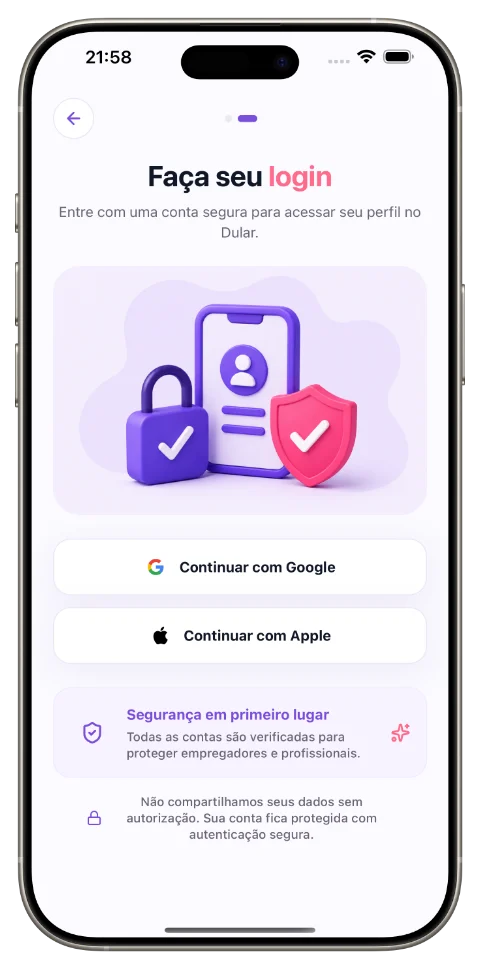 21:58
Faça seu login
Entre com uma conta segura para acessar seu perfil no
Dular.
Continuar com Google
Continuar com Apple
Segurança em primeiro lugar
Todas as contas são verificadas para
proteger empregadores e profissionais.
Não compartilhamos seus dados sem
autorização. Sua conta fica protegida com
autenticação segura.